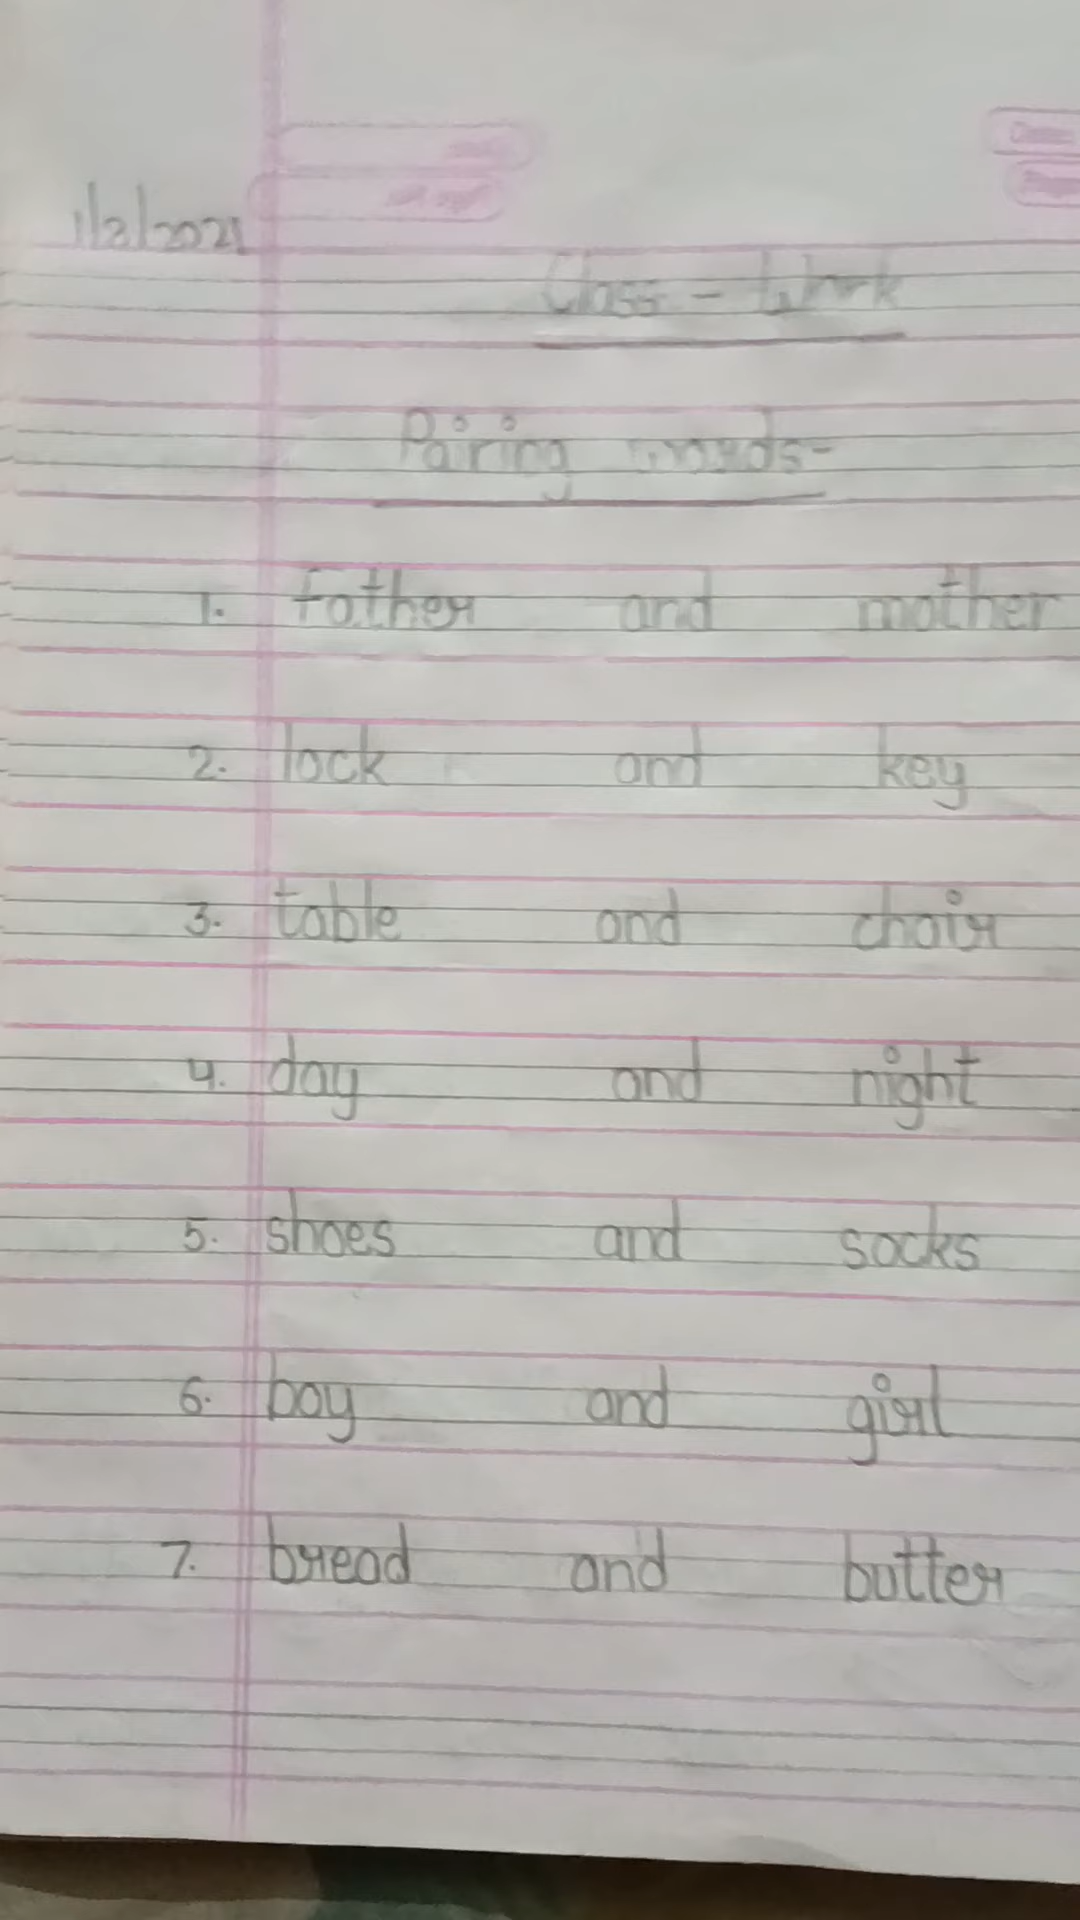 1/2/2021
Class - Work
Pairing words-
1. father and mother
2. lock and key
3. table and chair
4. day and night
5. shoes and socks
6. boy and girl
7. bread and butter